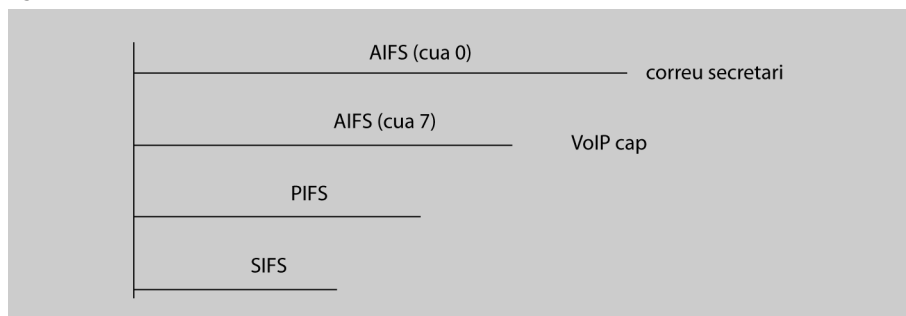 AIFS (cua 0)
correu secretari
AIFS (cua 7)
VoIP cap
PIFS
SIFS